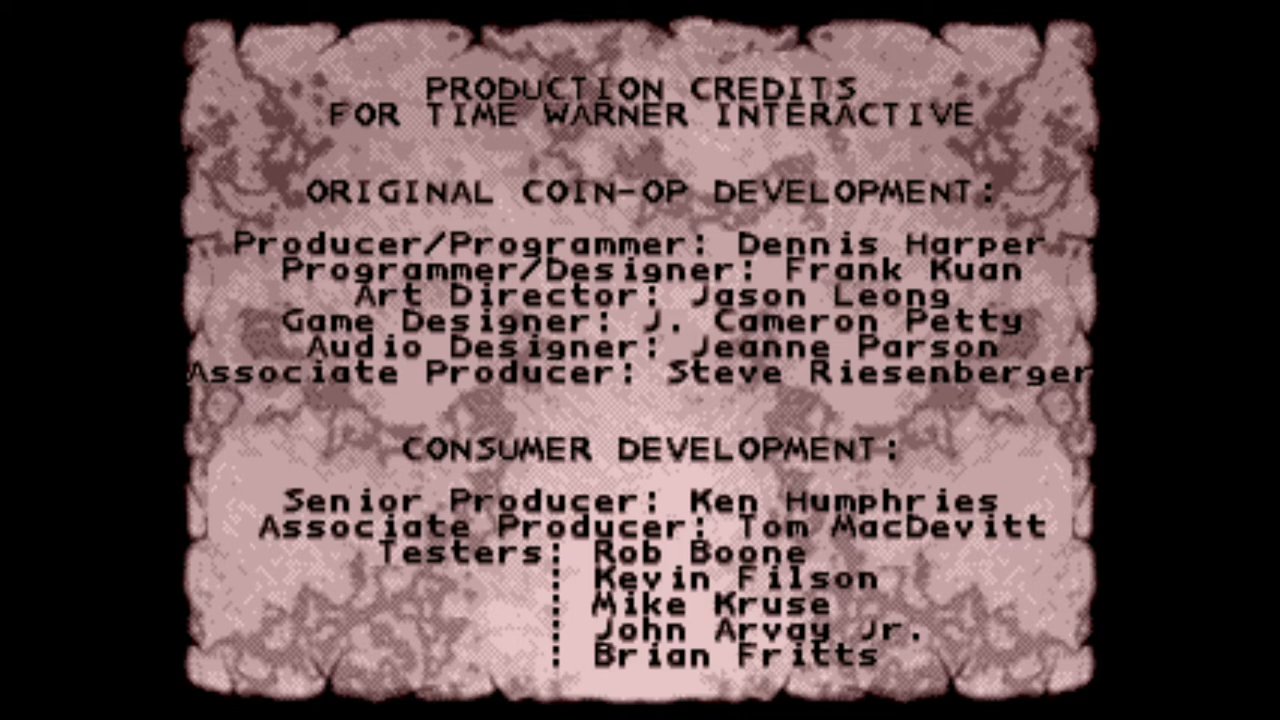 PRODUCTION CREDITS
FOR TIME WARNER INTERACTIVE
ORIGINAL COIN-OP DEVELOPMENT:
Producer/Programmer: Dennis Harper
Programmer/Designer: Frank Kuan
Art Director: Jason Leong
Game Designer: J. Cameron Petty
Audio Designer: Jeanne Parson
Associate Producer: Steve Riesenberger
CONSUMER DEVELOPMENT:
Senior Producer: Ken Humphries
Associate Producer: Tom MacDevitt
Testers: Rob Boone
: Kevin Filson
: Mike Kruse
: John Arvay Jr.
: Brian Fritts